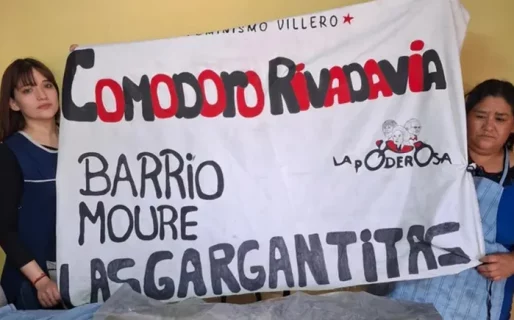 FEMINISMO VILLERO
COMODORO RIVADAVIA
LA PODEROSA
BARRIO
MOURE
LAS GARGANTITAS